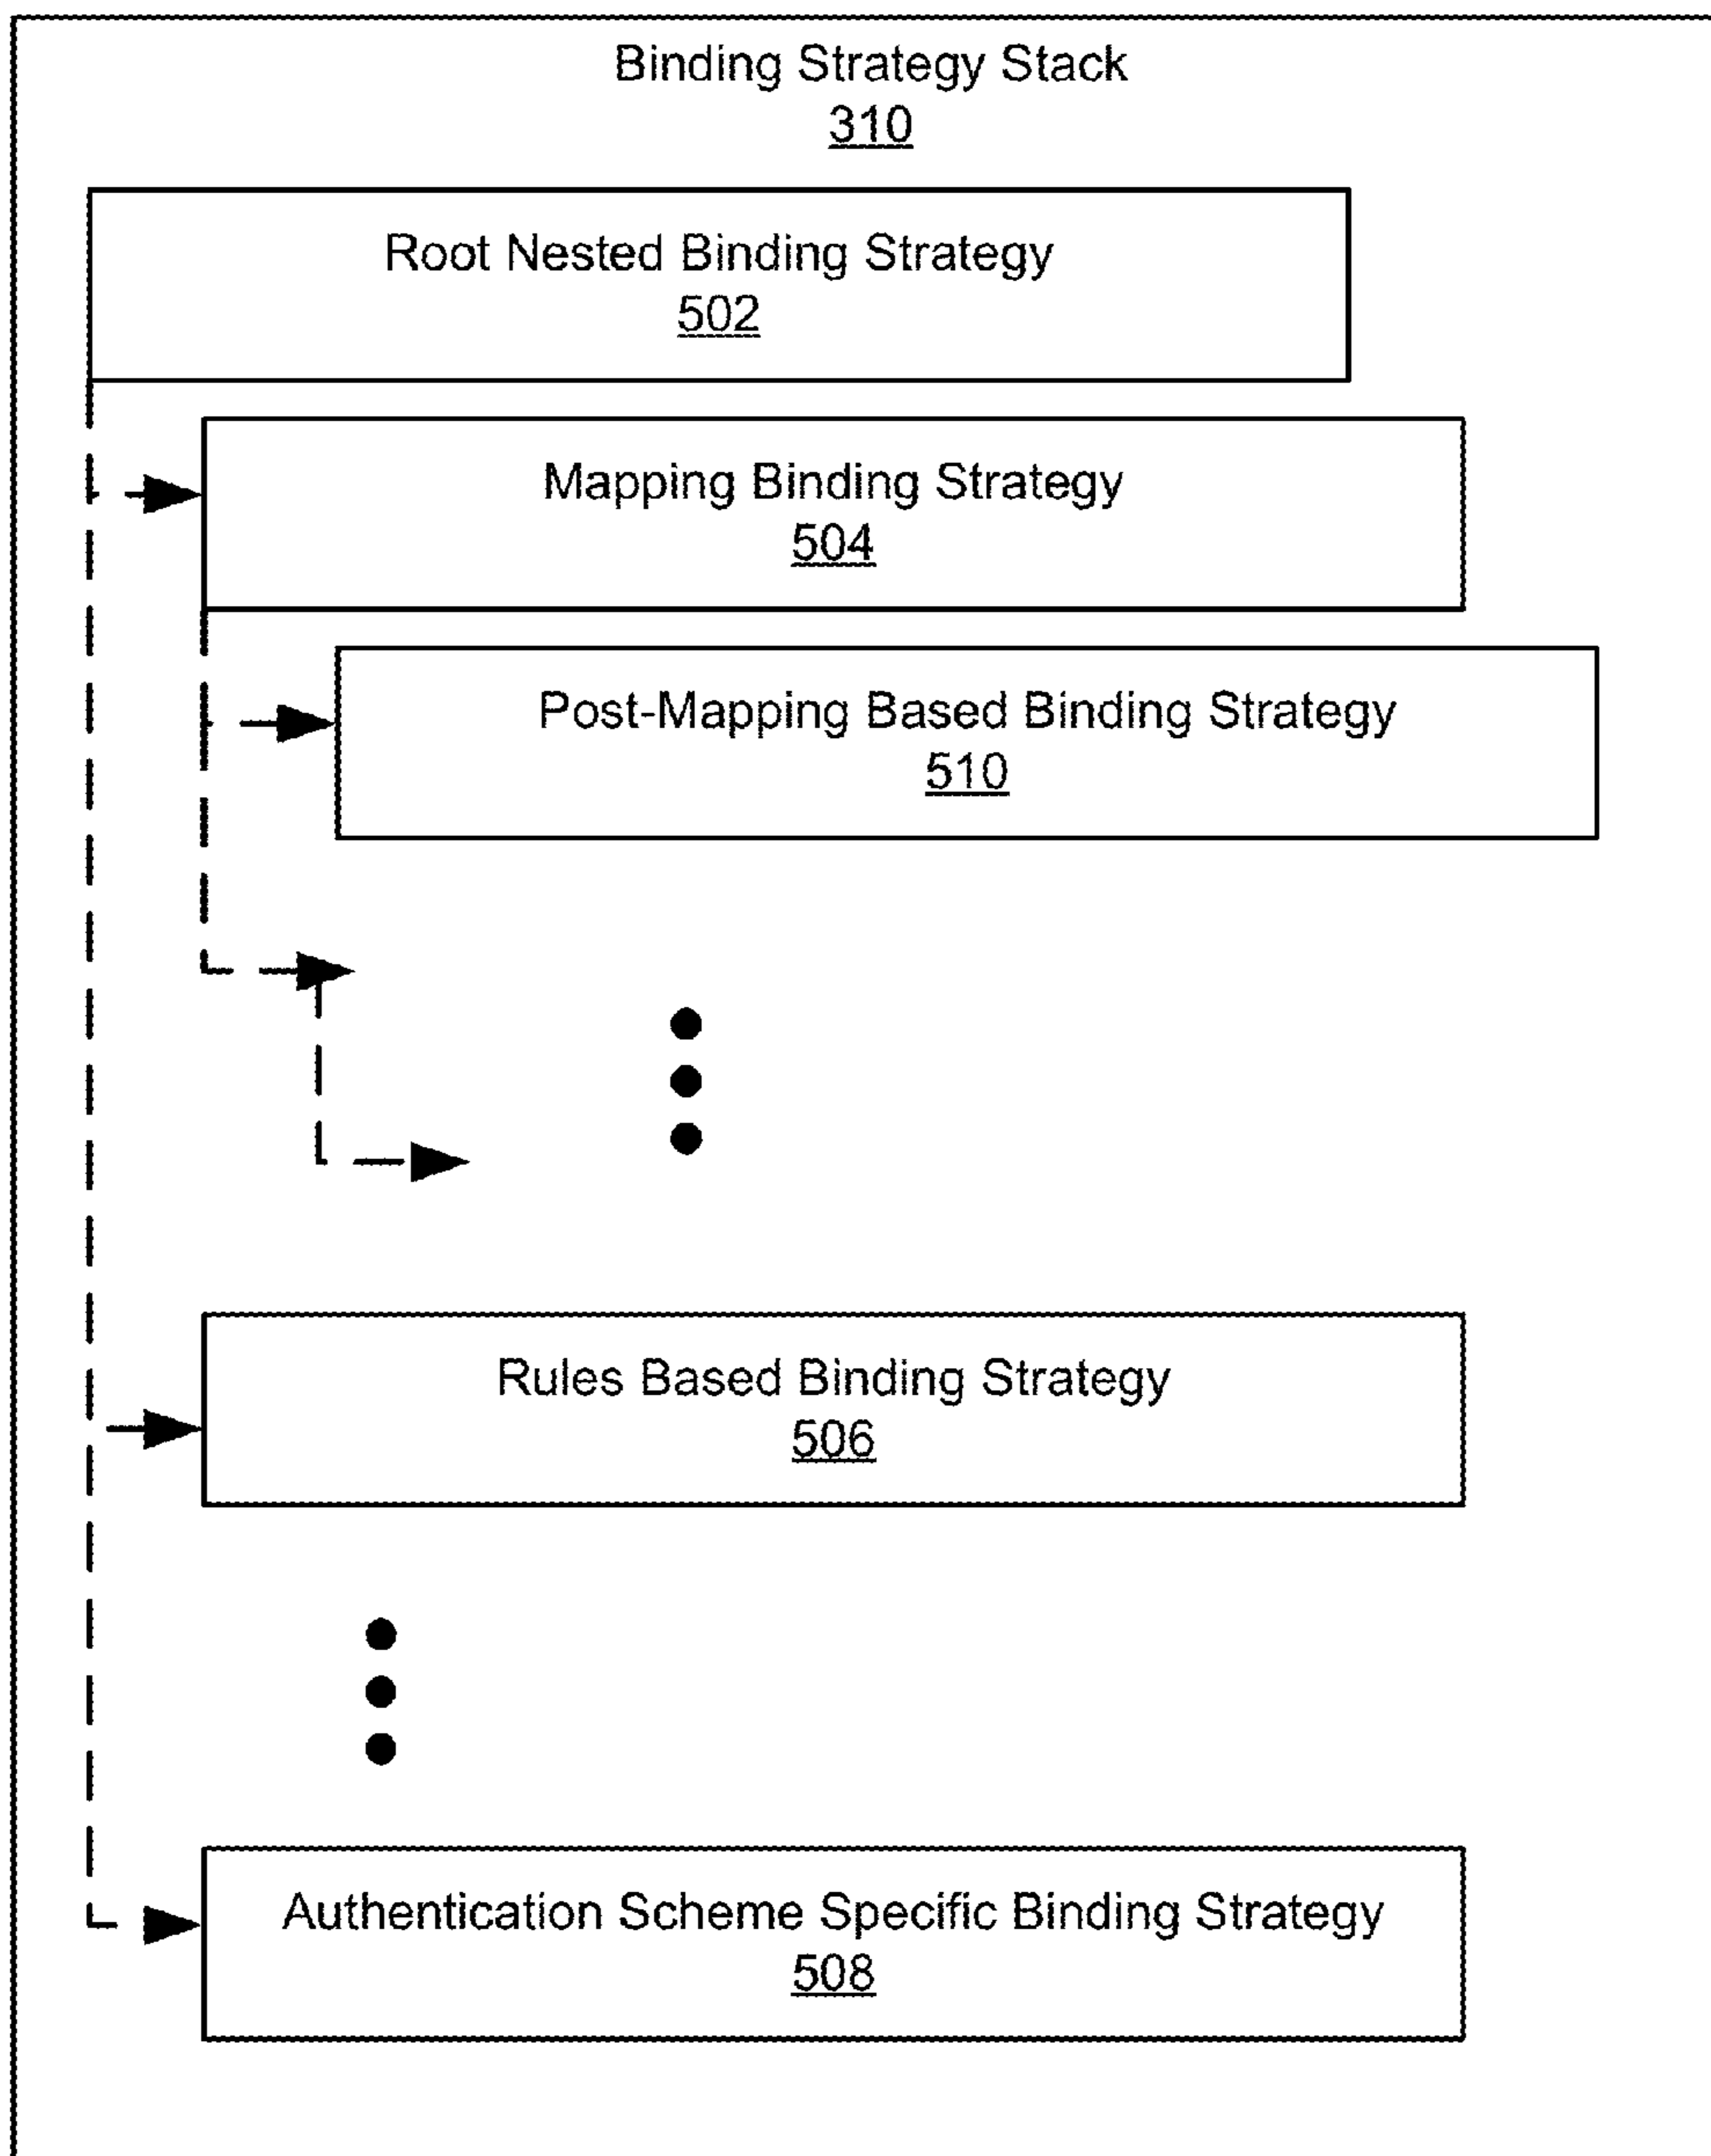 Binding Strategy Stack
310
Root Nested Binding Strategy
502
Mapping Binding Strategy
504
Post-Mapping Based Binding Strategy
510
Rules Based Binding Strategy
506
Authentication Scheme Specific Binding Strategy
508